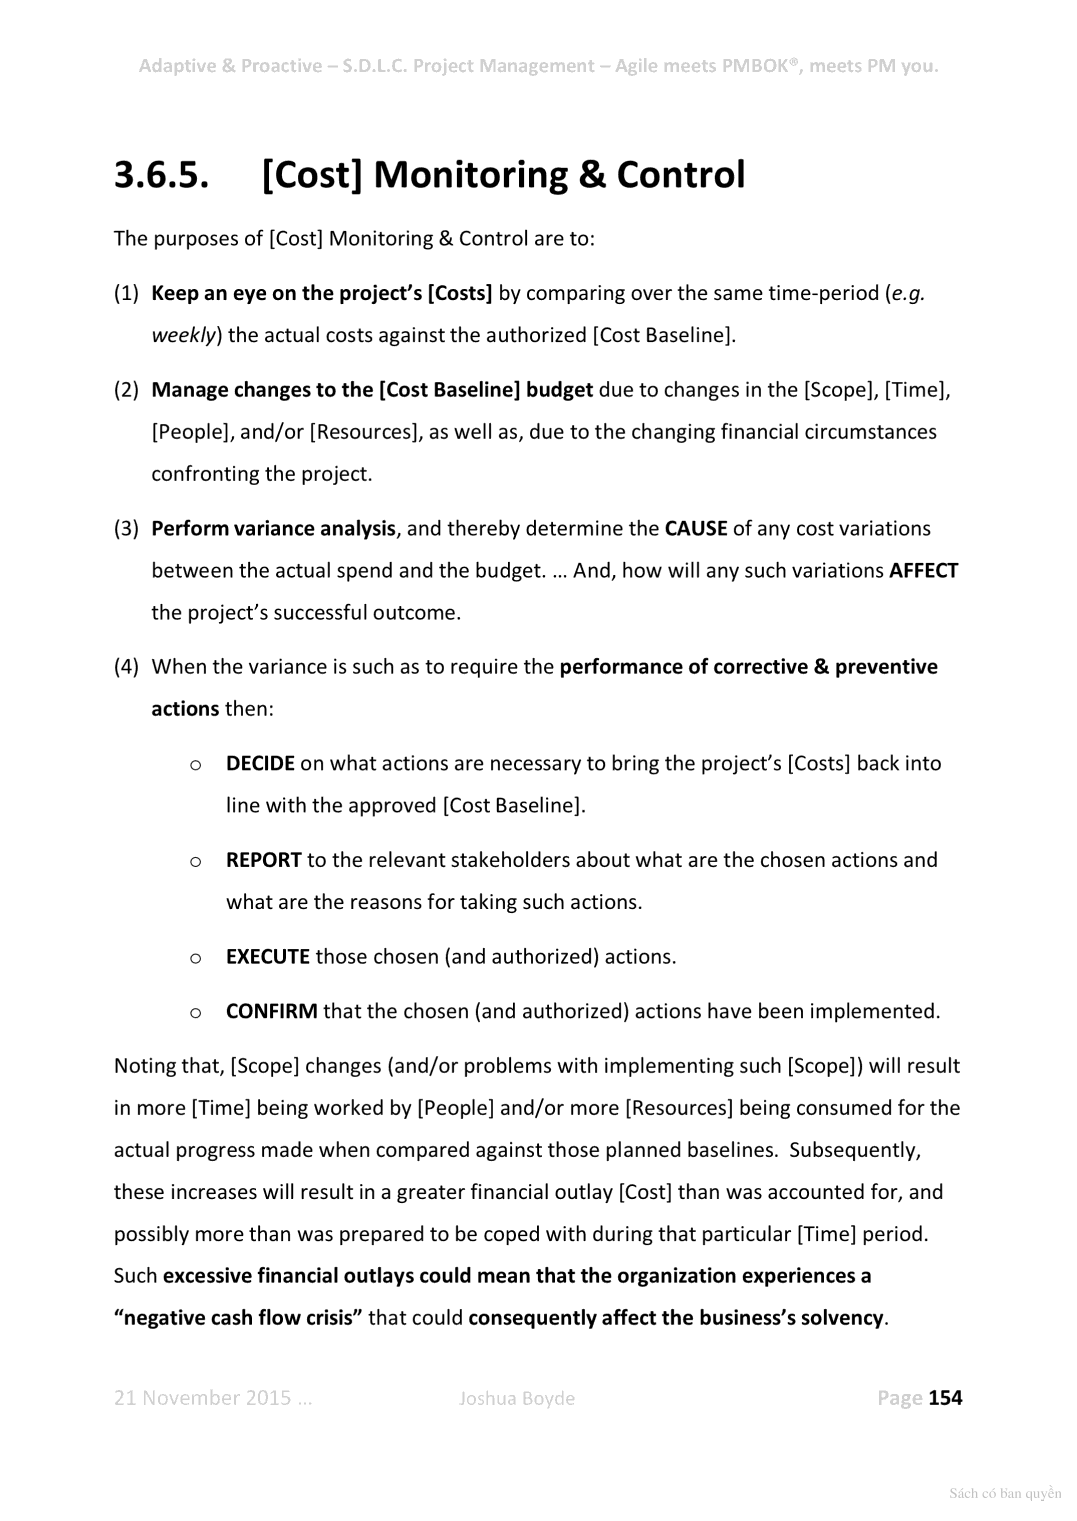 Adaptive & Proactive – S.D.L.C. Project Management – Agile meets PMBOK®, meets PM you.
3.6.5. [Cost] Monitoring & Control
The purposes of [Cost] Monitoring & Control are to:
(1) Keep an eye on the project’s [Costs] by comparing over the same time-period (e.g.
weekly) the actual costs against the authorized [Cost Baseline].
(2) Manage changes to the [Cost Baseline] budget due to changes in the [Scope], [Time],
[People], and/or [Resources], as well as, due to the changing financial circumstances
confronting the project.
(3) Perform variance analysis, and thereby determine the CAUSE of any cost variations
between the actual spend and the budget. … And, how will any such variations AFFECT
the project’s successful outcome.
(4) When the variance is such as to require the performance of corrective & preventive
actions then:
o DECIDE on what actions are necessary to bring the project’s [Costs] back into
line with the approved [Cost Baseline].
o REPORT to the relevant stakeholders about what are the chosen actions and
what are the reasons for taking such actions.
o EXECUTE those chosen (and authorized) actions.
o CONFIRM that the chosen (and authorized) actions have been implemented.
Noting that, [Scope] changes (and/or problems with implementing such [Scope]) will result
in more [Time] being worked by [People] and/or more [Resources] being consumed for the
actual progress made when compared against those planned baselines. Subsequently,
these increases will result in a greater financial outlay [Cost] than was accounted for, and
possibly more than was prepared to be coped with during that particular [Time] period.
Such excessive financial outlays could mean that the organization experiences a
“negative cash flow crisis” that could consequently affect the business’s solvency.
21 November 2015 … Joshua Boyde Page 154
Sách có bản quyền